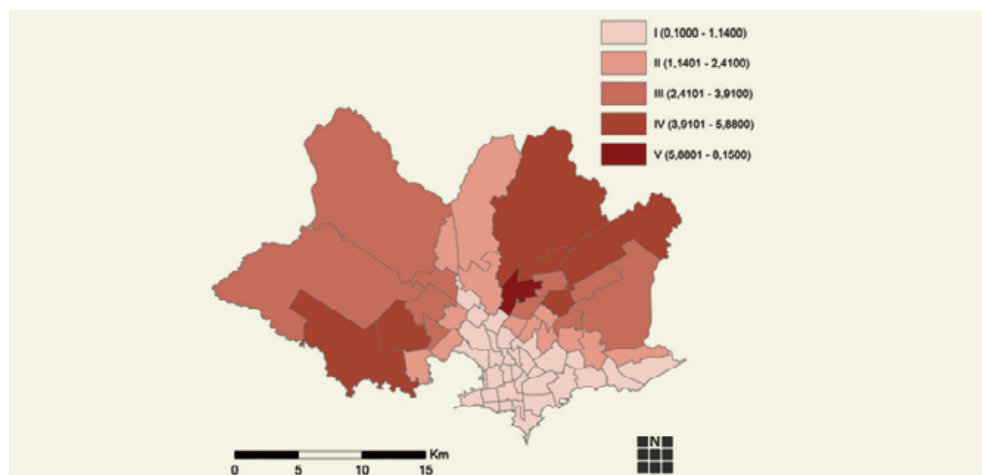 I (0,1000 - 1,1400)
II (1,1401 - 2,4100)
III (2,4101 - 3,9100)
IV (3,9101 - 5,8800)
V (5,8801 - 8,1500)
Km
0 5 10 15
N